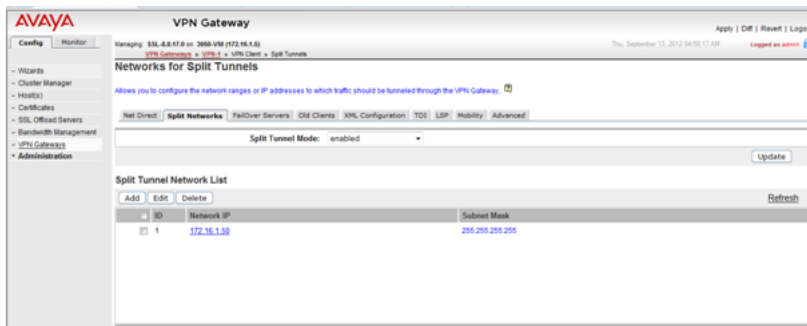 AVAYA
VPN Gateway
Apply | Diff | Revert | Logo
Config Monitor
Managing: SSL-8.0.17.0 on 3050-VM (172.16.1.5)
Thu, September 13, 2012 04:50:17 AM
Logged as admin
VPN Gateways » VPN-1 » VPN Client » Split Tunnels
Networks for Split Tunnels
Allows you to configure the network ranges or IP addresses to which traffic should be tunneled through the VPN Gateway.
- Wizards
- Cluster Manager
- Host(s)
- Certificates
- SSL Offload Servers
- Bandwidth Management
- VPN Gateways
+ Administration
Net Direct Split Networks FailOver Servers Old Clients XML Configuration TDI LSP Mobility Advanced
Split Tunnel Mode: enabled
Update
Split Tunnel Network List
Add Edit Delete Refresh
ID Network IP Subnet Mask
1 172.16.1.50 255.255.255.255